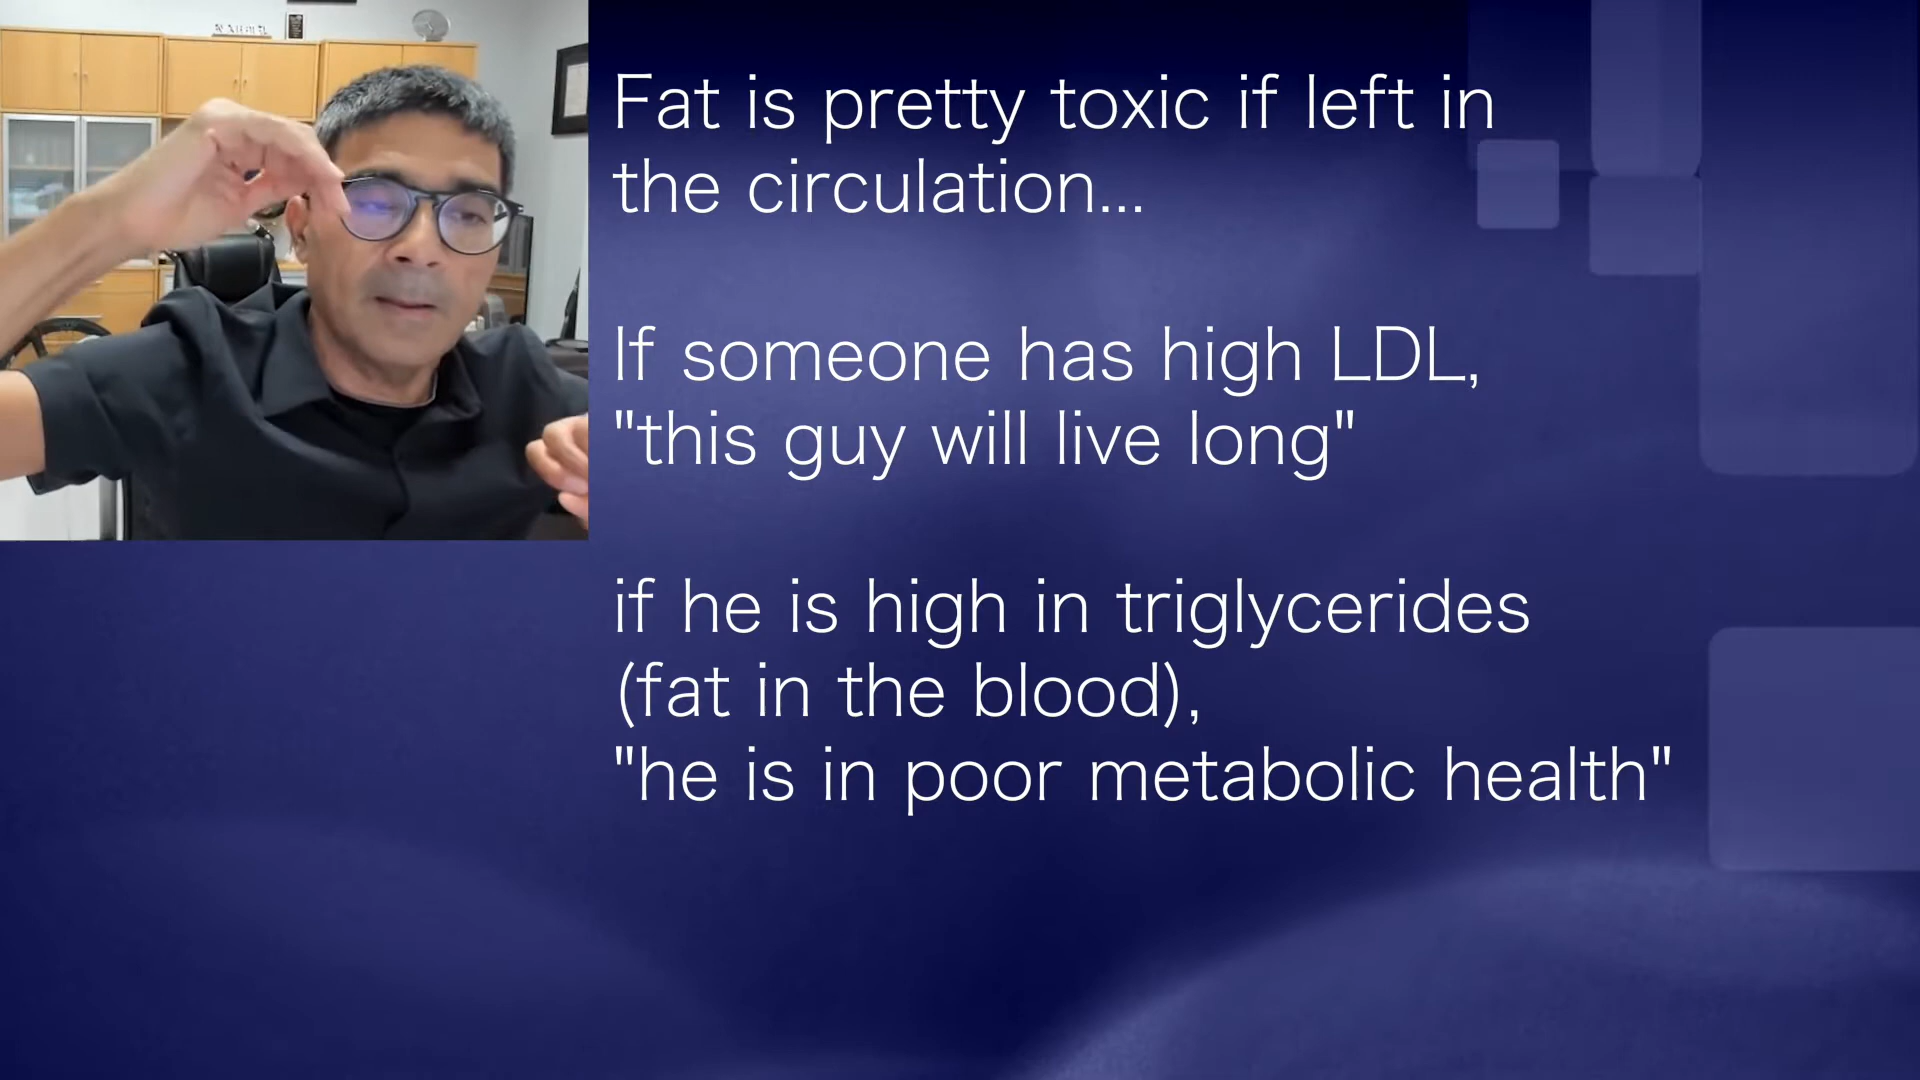 Fat is pretty toxic if left in
the circulation...
If someone has high LDL,
"this guy will live long"
if he is high in triglycerides
(fat in the blood),
"he is in poor metabolic health"